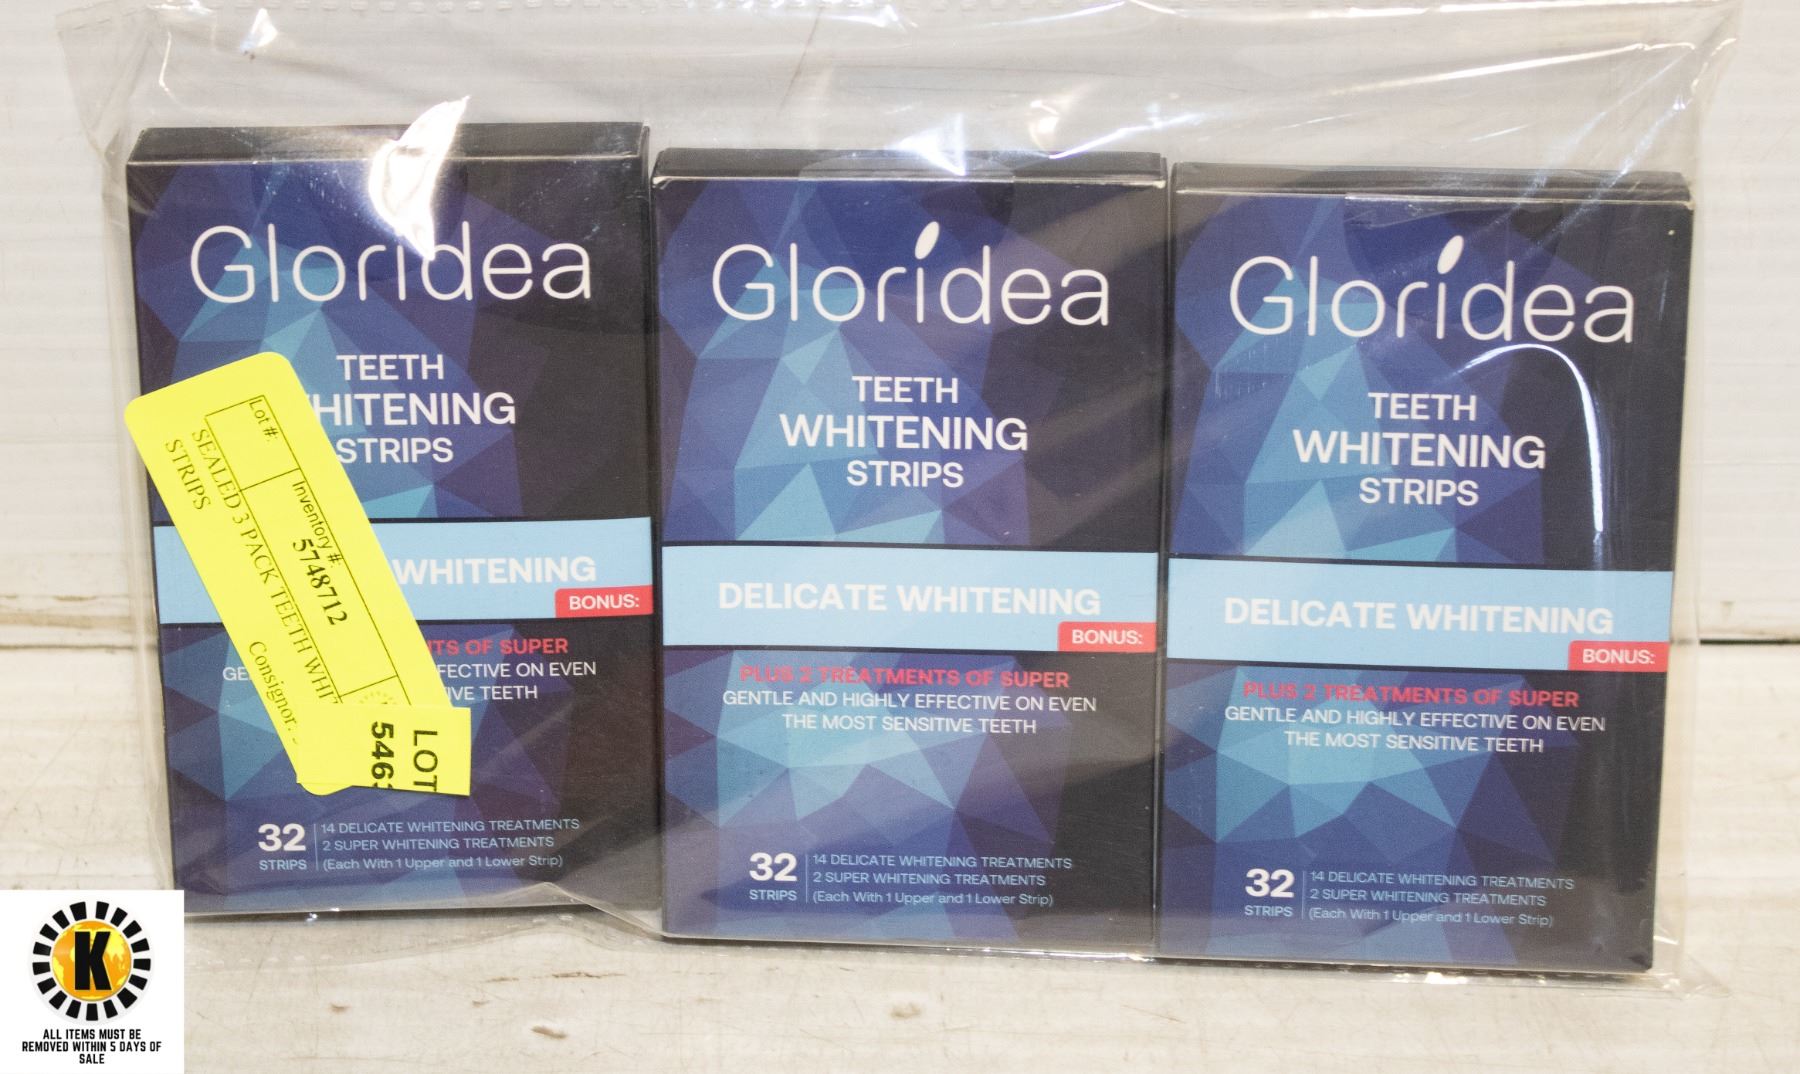 Gloridea
TEETH
WHITENING
STRIPS
WHITENING
BONUS:
OF SUPER
ON EVEN
TEETH
32
STRIPS
14 DELICATE WHITENING TREATMENTS
2 SUPER WHITENING TREATMENTS
(Each With 1 Upper and 1 Lower Strip)
Lot #:
Inventory #:
5748712
SEALED 3 PACK TEETH
STRIPS
Consignor:
LOT
Gloridea
TEETH
WHITENING
STRIPS
DELICATE WHITENING
BONUS:
PLUS 2 TREATMENTS OF SUPER
GENTLE AND HIGHLY EFFECTIVE ON EVEN
THE MOST SENSITIVE TEETH
32
STRIPS
14 DELICATE WHITENING TREATMENTS
2 SUPER WHITENING TREATMENTS
(Each With 1 Upper and 1 Lower Strip)
Gloridea
TEETH
WHITENING
STRIPS
DELICATE WHITENING
BONUS:
PLUS 2 TREATMENTS OF SUPER
GENTLE AND HIGHLY EFFECTIVE ON EVEN
THE MOST SENSITIVE TEETH
32
STRIPS
14 DELICATE WHITENING TREATMENTS
2 SUPER WHITENING TREATMENTS
(Each With 1 Upper and 1 Lower Strip)
K
ALL ITEMS MUST BE
REMOVED WITHIN 5 DAYS OF
SALE